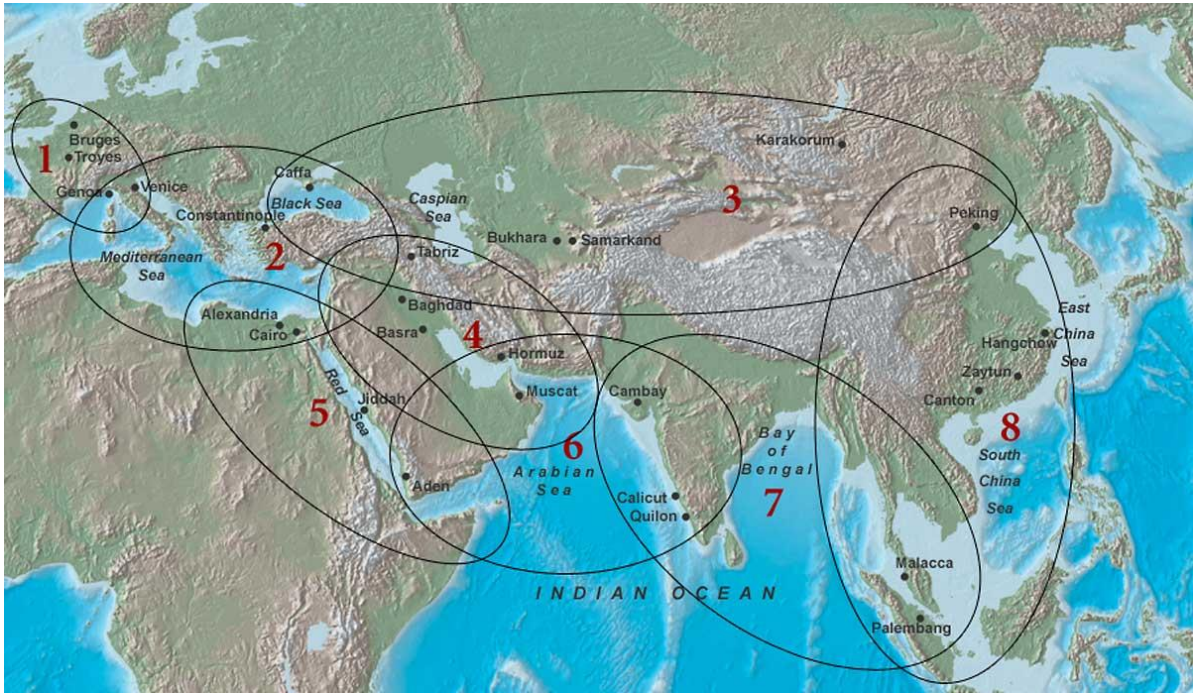 Bruges
1
Troyes
Genoa
Venice
Caffa
Black Sea
Constantinople
2
Mediterranean
Sea
Caspian
Sea
Tabriz
Bukhara
Samarkand
3
Karakorum
Peking
Alexandria
Cairo
Baghdad
Basra
4
Hormuz
Muscat
Red
Sea
Jiddah
5
Aden
6
Arabian
Sea
Cambay
Calicut
Quilon
Bay
of
Bengal
7
East
China
Sea
Hangchow
Zaytun
Canton
8
South
China
Sea
Malacca
Palembang
INDIAN OCEAN